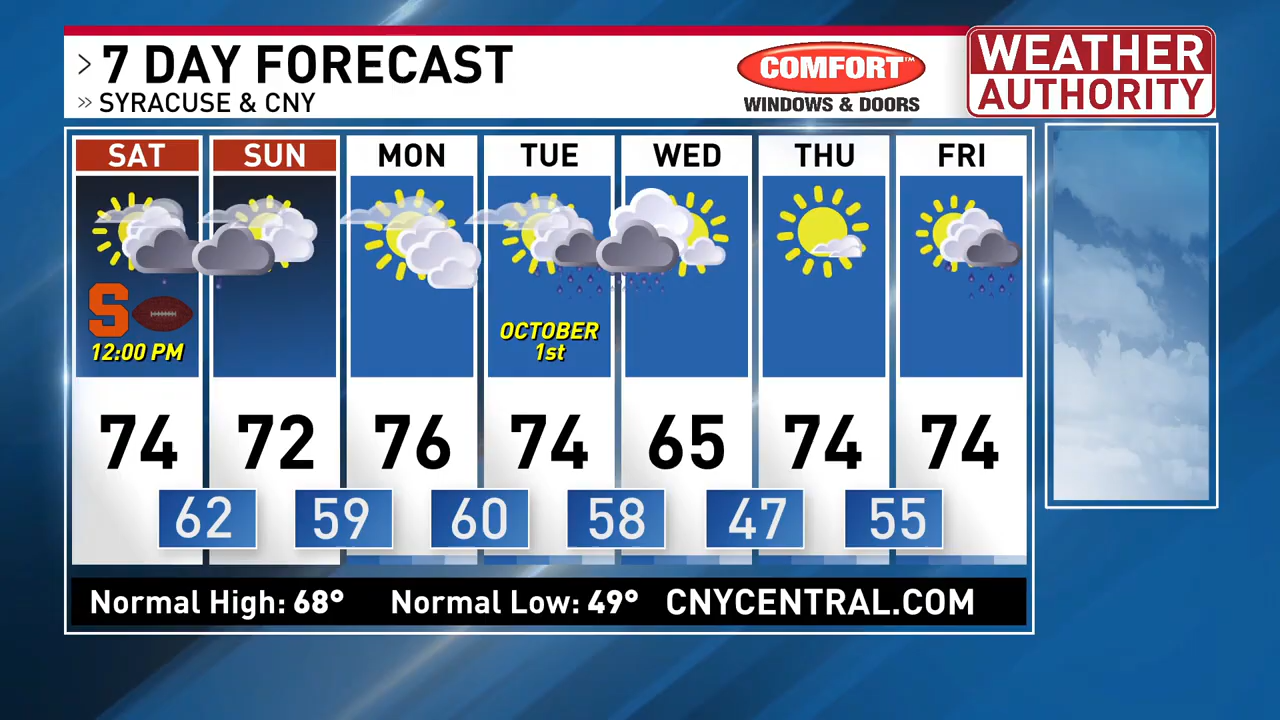 > 7 DAY FORECAST
» SYRACUSE & CNY
COMFORT™
WINDOWS & DOORS
WEATHER
AUTHORITY
SAT SUN MON TUE WED THU FRI
S
12:00 PM
OCTOBER
1st
74 72 76 74 65 74 74
62 59 60 58 47 55
Normal High: 68° Normal Low: 49° CNYCENTRAL.COM